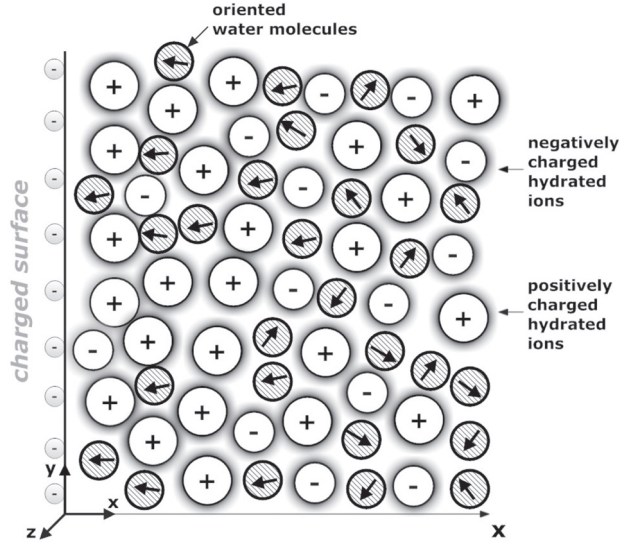 oriented
water molecules
charged surface
negatively
charged
hydrated
ions
positively
charged
hydrated
ions
y
x
z
x